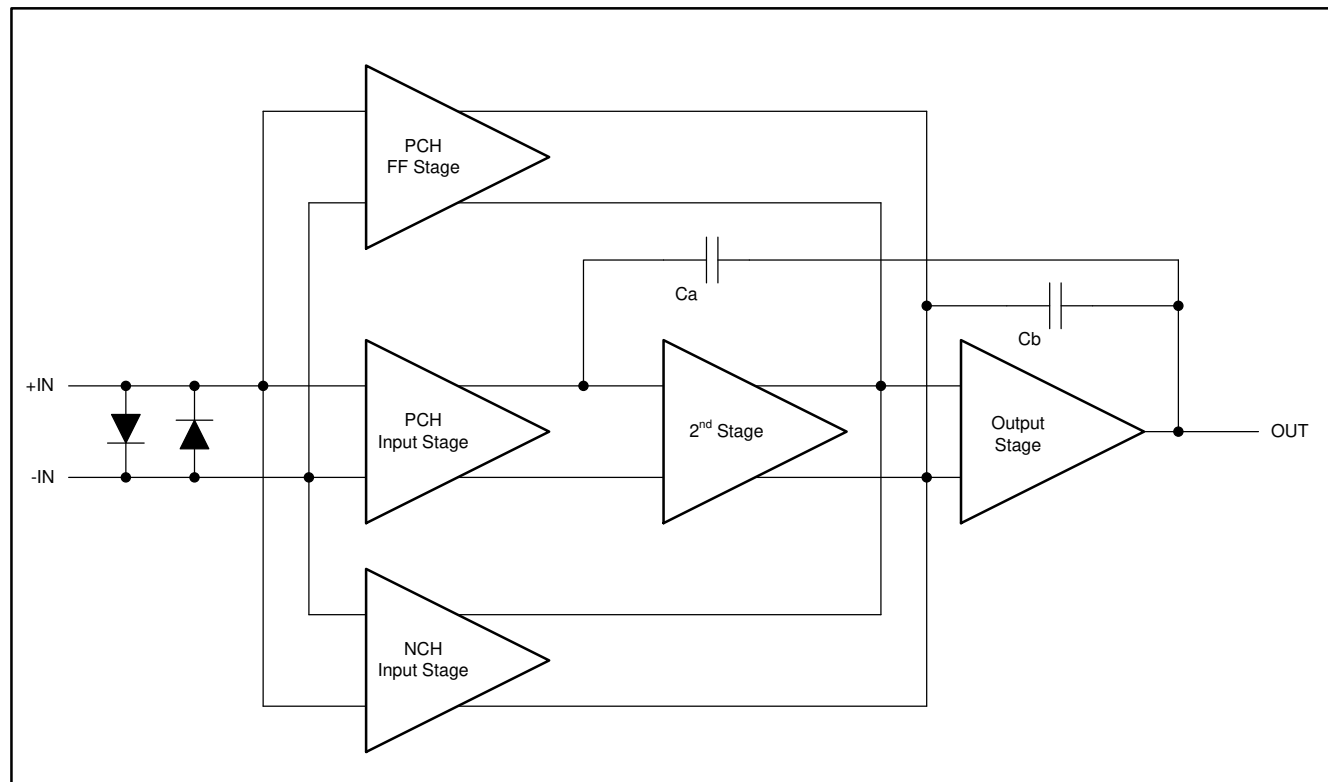 PCH
FF Stage
Ca
Cb
+IN
PCH
Input Stage
2nd Stage
Output
Stage
OUT
-IN
NCH
Input Stage